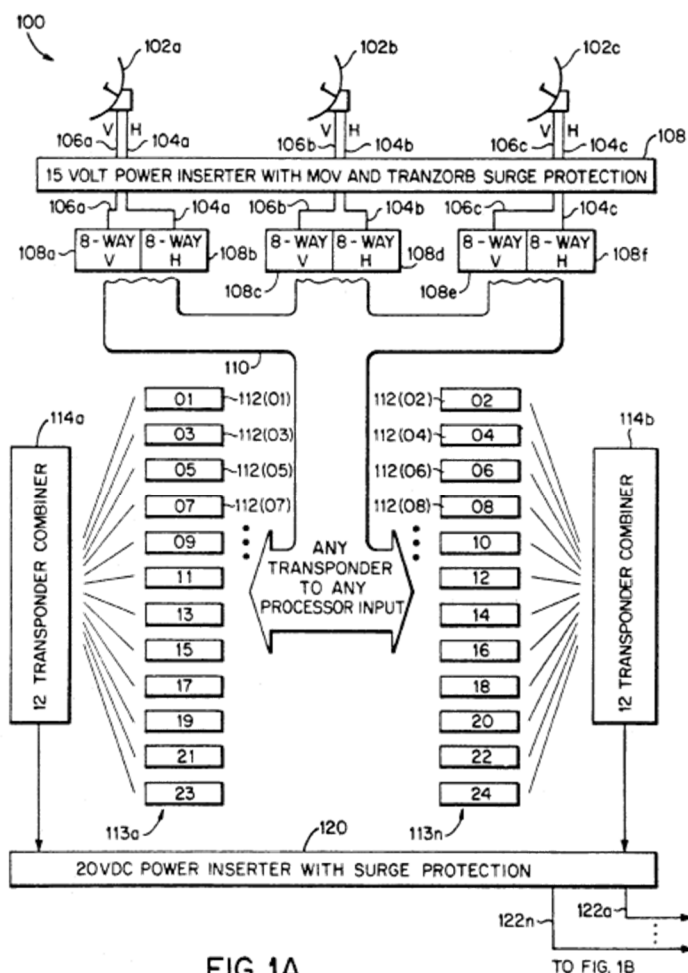 100
102a 102b 102c
V H V H V H
106a 104a 106b 104b 106c 104c 108
15 VOLT POWER INSERTER WITH MOV AND TRANZORB SURGE PROTECTION
106a 104a 106b 104b 106c 104c
108a 8-WAY V 8-WAY H 108b 8-WAY V 8-WAY H 108d 8-WAY V 8-WAY H 108f
108c 108e
110
01 112(01) 112(02) 02
114a 114b
03 112(03) 112(04) 04
05 112(05) 112(06) 06
07 112(07) 112(08) 08
09 10
11 12
13 14
15 16
17 18
19 20
21 22
23 24
ANY
TRANSPONDER
TO ANY
PROCESSOR INPUT
12 TRANSPONDER COMBINER
12 TRANSPONDER COMBINER
113a 120 113n
20VDC POWER INSERTER WITH SURGE PROTECTION
122n 122a
FIG. 1A
TO FIG. 1B